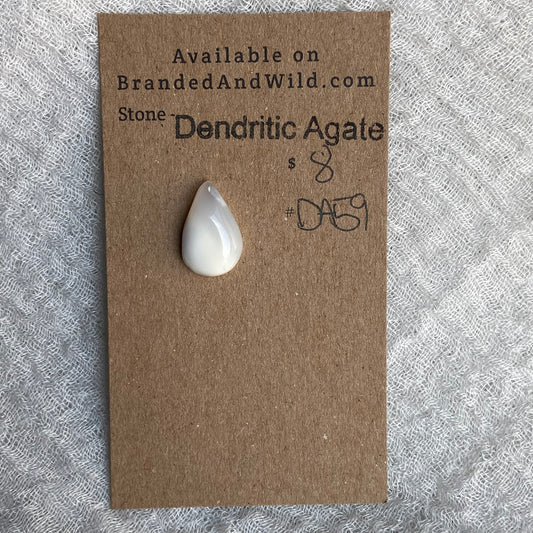 Available on
BrandedAndWild.com
Stone - Dendritic Agate
$ 8
#DA59